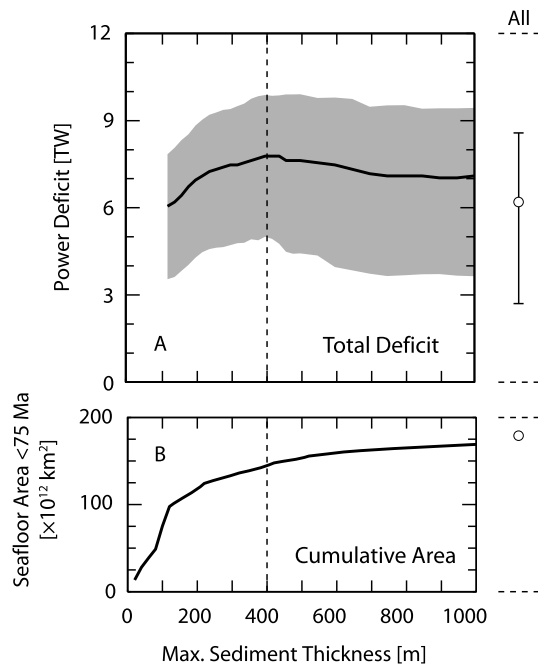 All
12
9
6
3
0
Power Deficit [TW]
A
Total Deficit
200
100
0
Seafloor Area <75 Ma
[×10¹² km²]
B
Cumulative Area
0 200 400 600 800 1000
Max. Sediment Thickness [m]